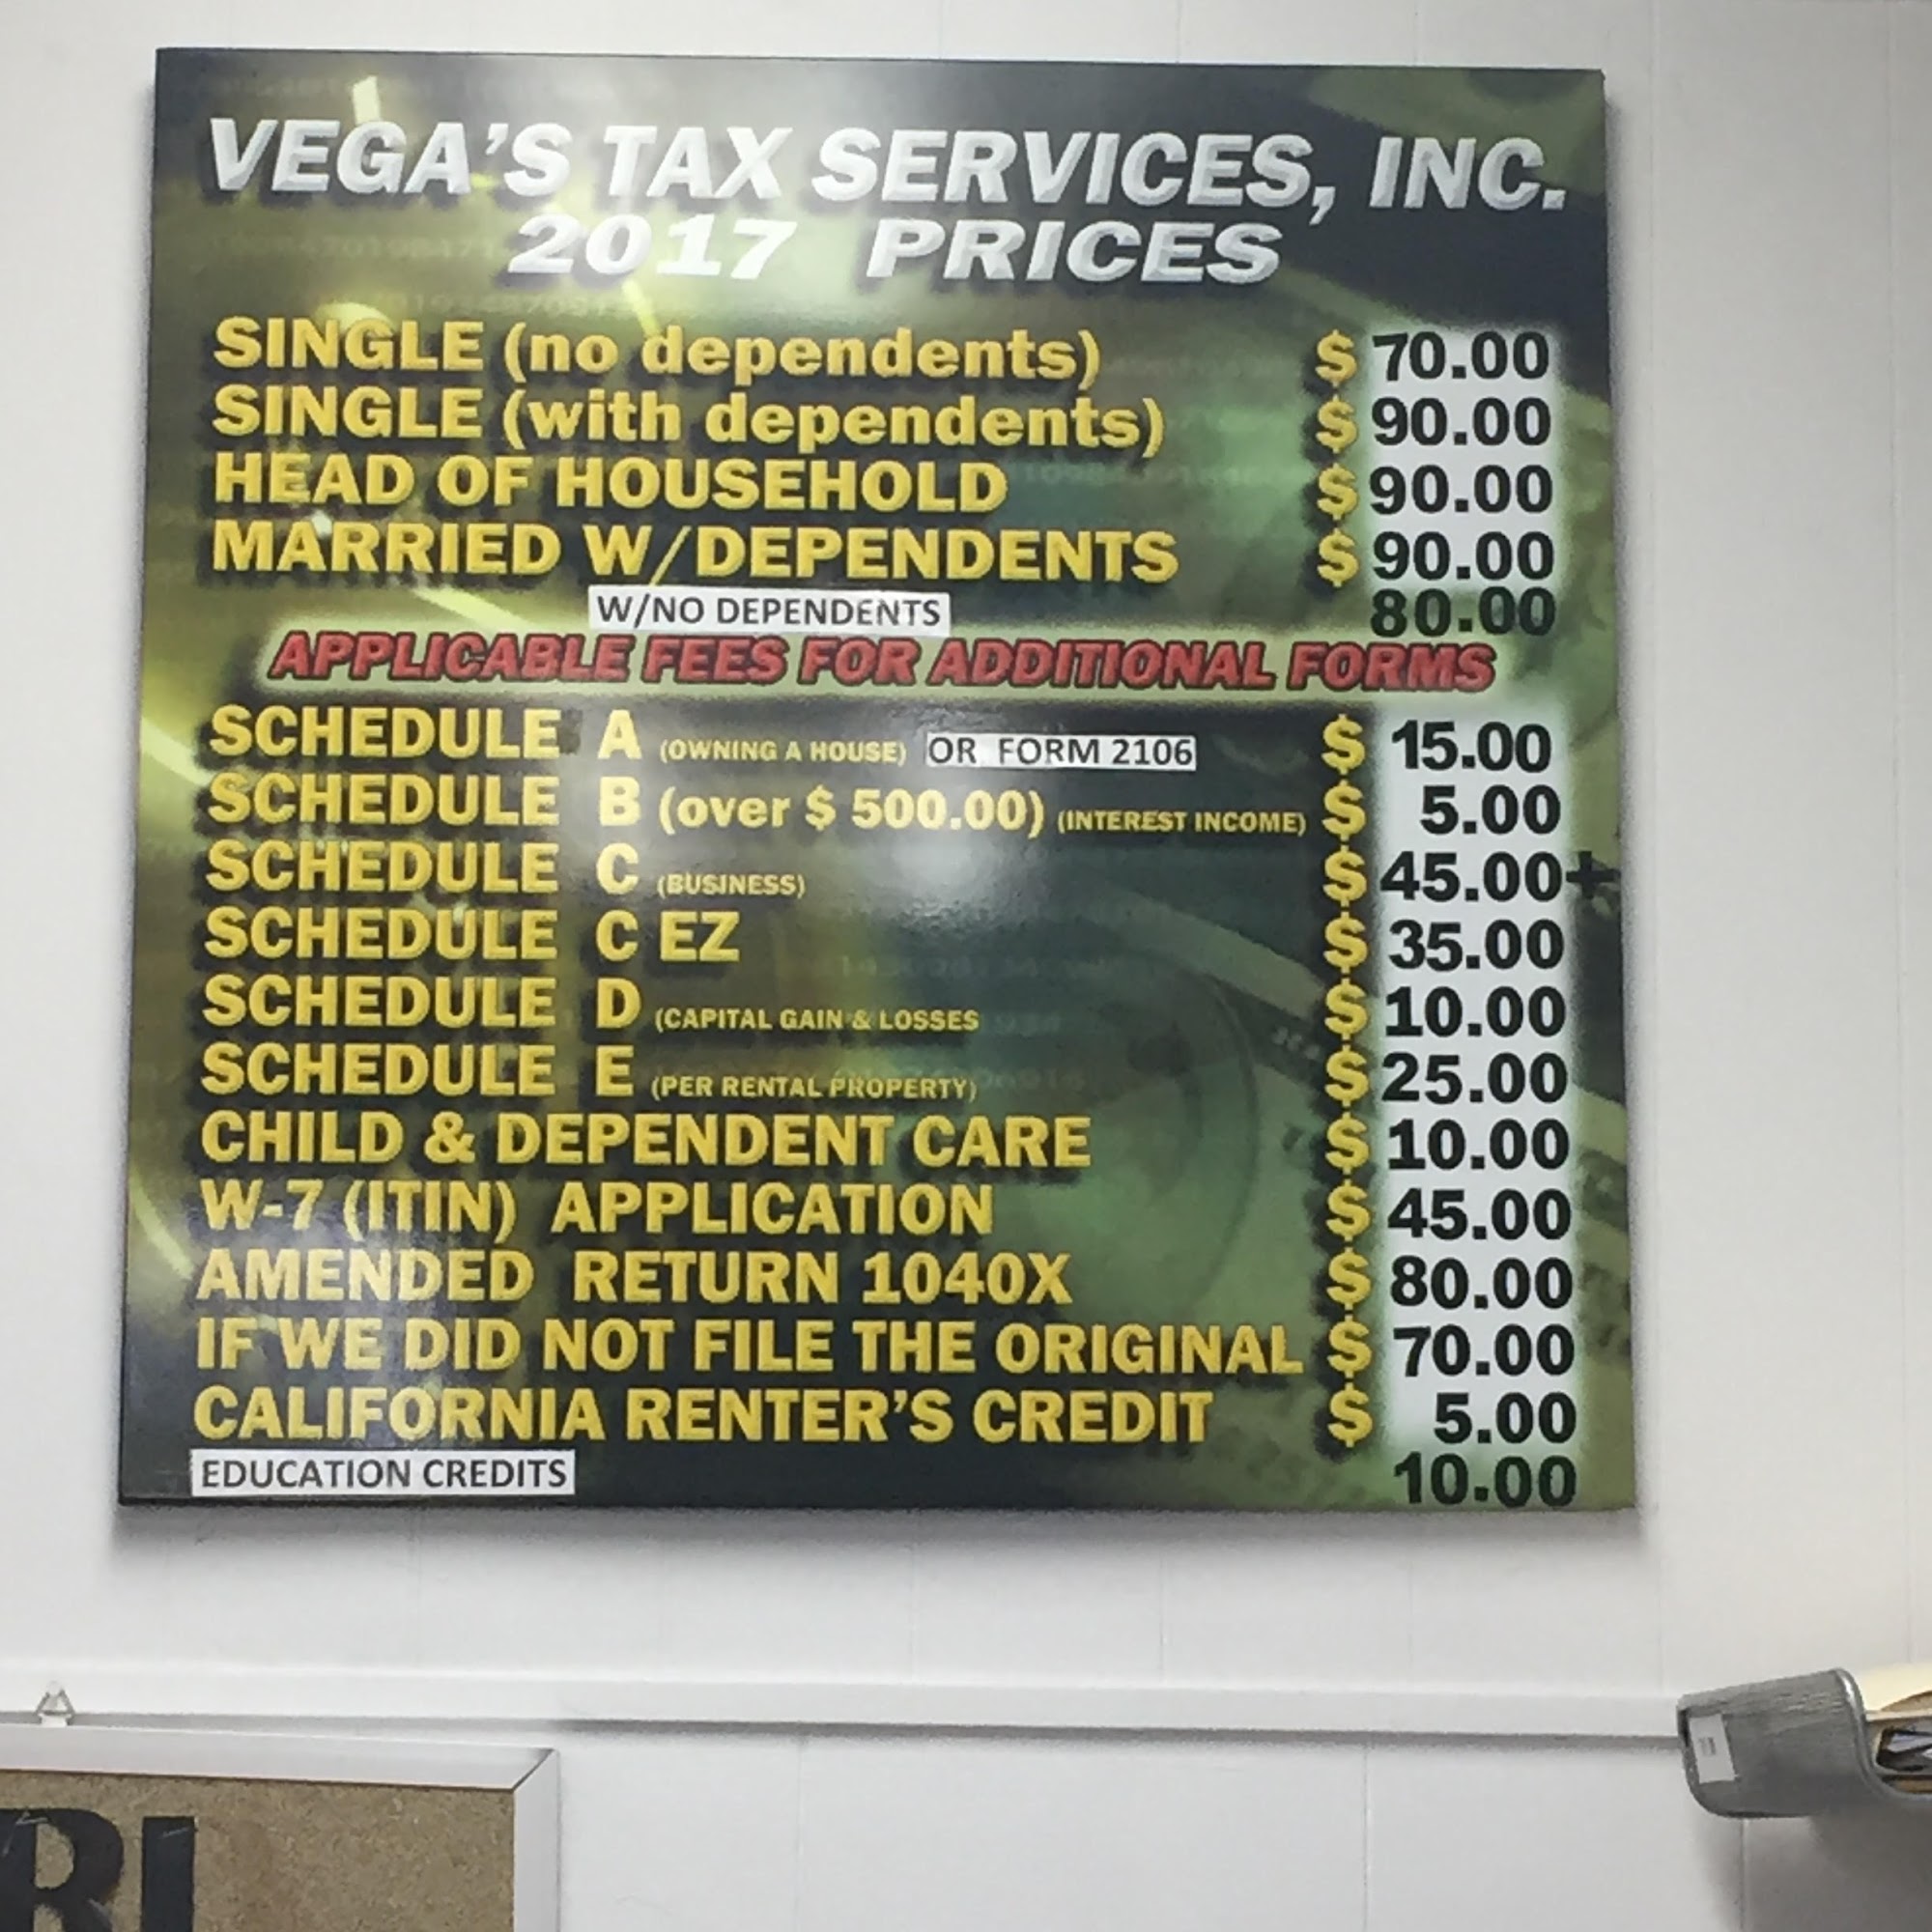 VEGA'S TAX SERVICES, INC.
2017 PRICES
SINGLE (no dependents) $ 70.00
SINGLE (with dependents) $ 90.00
HEAD OF HOUSEHOLD $ 90.00
MARRIED W/DEPENDENTS $ 90.00
W/NO DEPENDENTS 80.00
APPLICABLE FEES FOR ADDITIONAL FORMS
SCHEDULE A (OWNING A HOUSE) OR FORM 2106 $ 15.00
SCHEDULE B (over $ 500.00) (INTEREST INCOME) $ 5.00
SCHEDULE C (BUSINESS) $ 45.00+
SCHEDULE C EZ $ 35.00
SCHEDULE D (CAPITAL GAIN & LOSSES $ 10.00
SCHEDULE E (PER RENTAL PROPERTY) $ 25.00
CHILD & DEPENDENT CARE $ 10.00
W-7 (ITIN) APPLICATION $ 45.00
AMENDED RETURN 1040X $ 80.00
IF WE DID NOT FILE THE ORIGINAL $ 70.00
CALIFORNIA RENTER'S CREDIT $ 5.00
EDUCATION CREDITS 10.00